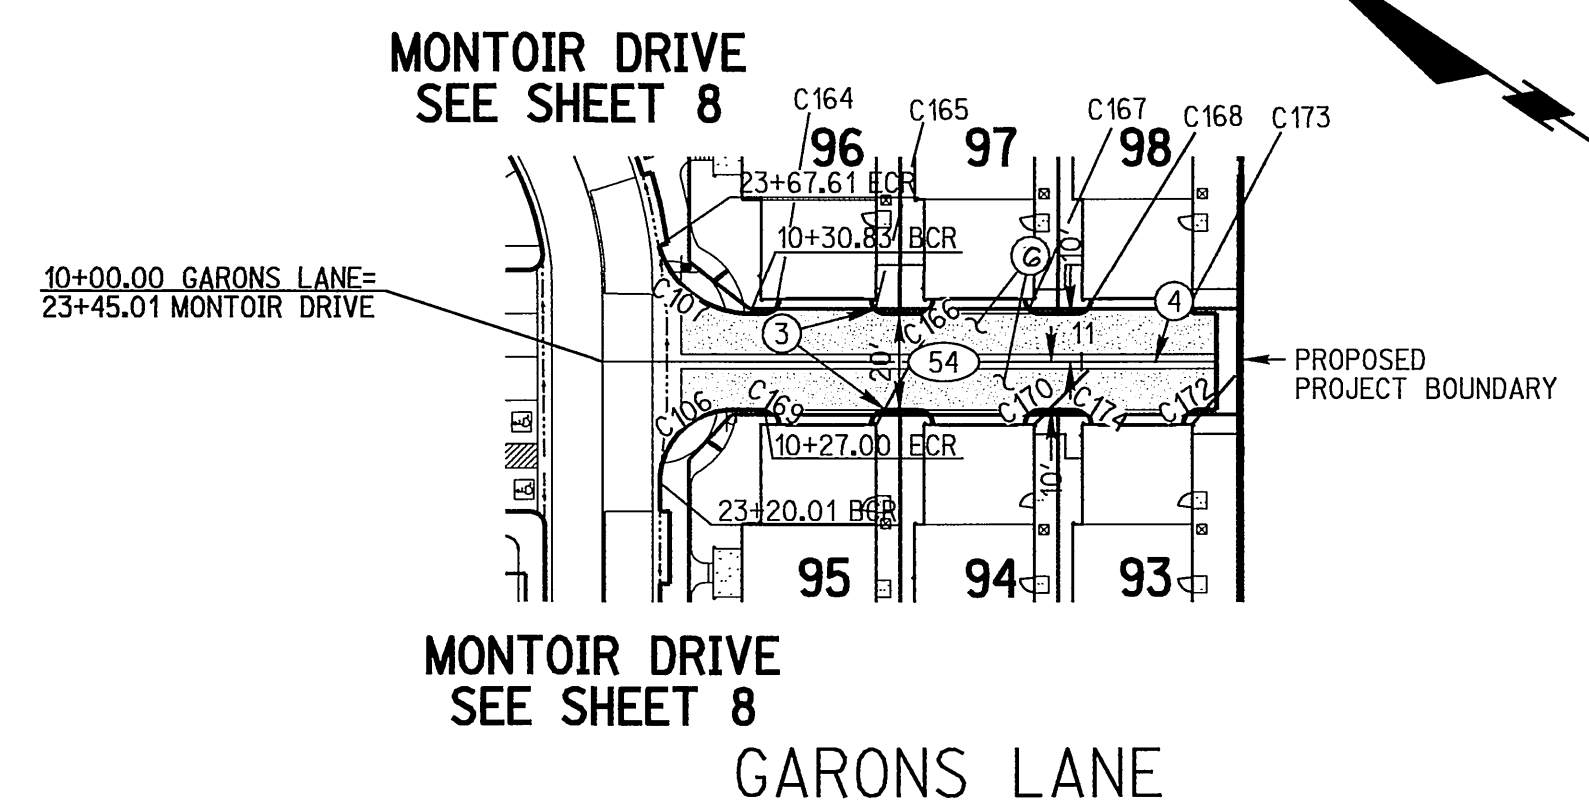 MONTOIR DRIVE
SEE SHEET 8
C164
C165
C167
C168
C173
96
97
98
23+67.61 ECR
10+30.83 BCR
6
10'
10+00.00 GARONS LANE=
23+45.01 MONTOIR DRIVE
C107
C166
4
3
11
20'
54
PROPOSED
PROJECT BOUNDARY
C106
C169
C170
C174
C172
10+27.00 ECR
10'
23+20.01 BCR
95
94
93
MONTOIR DRIVE
SEE SHEET 8
GARONS LANE